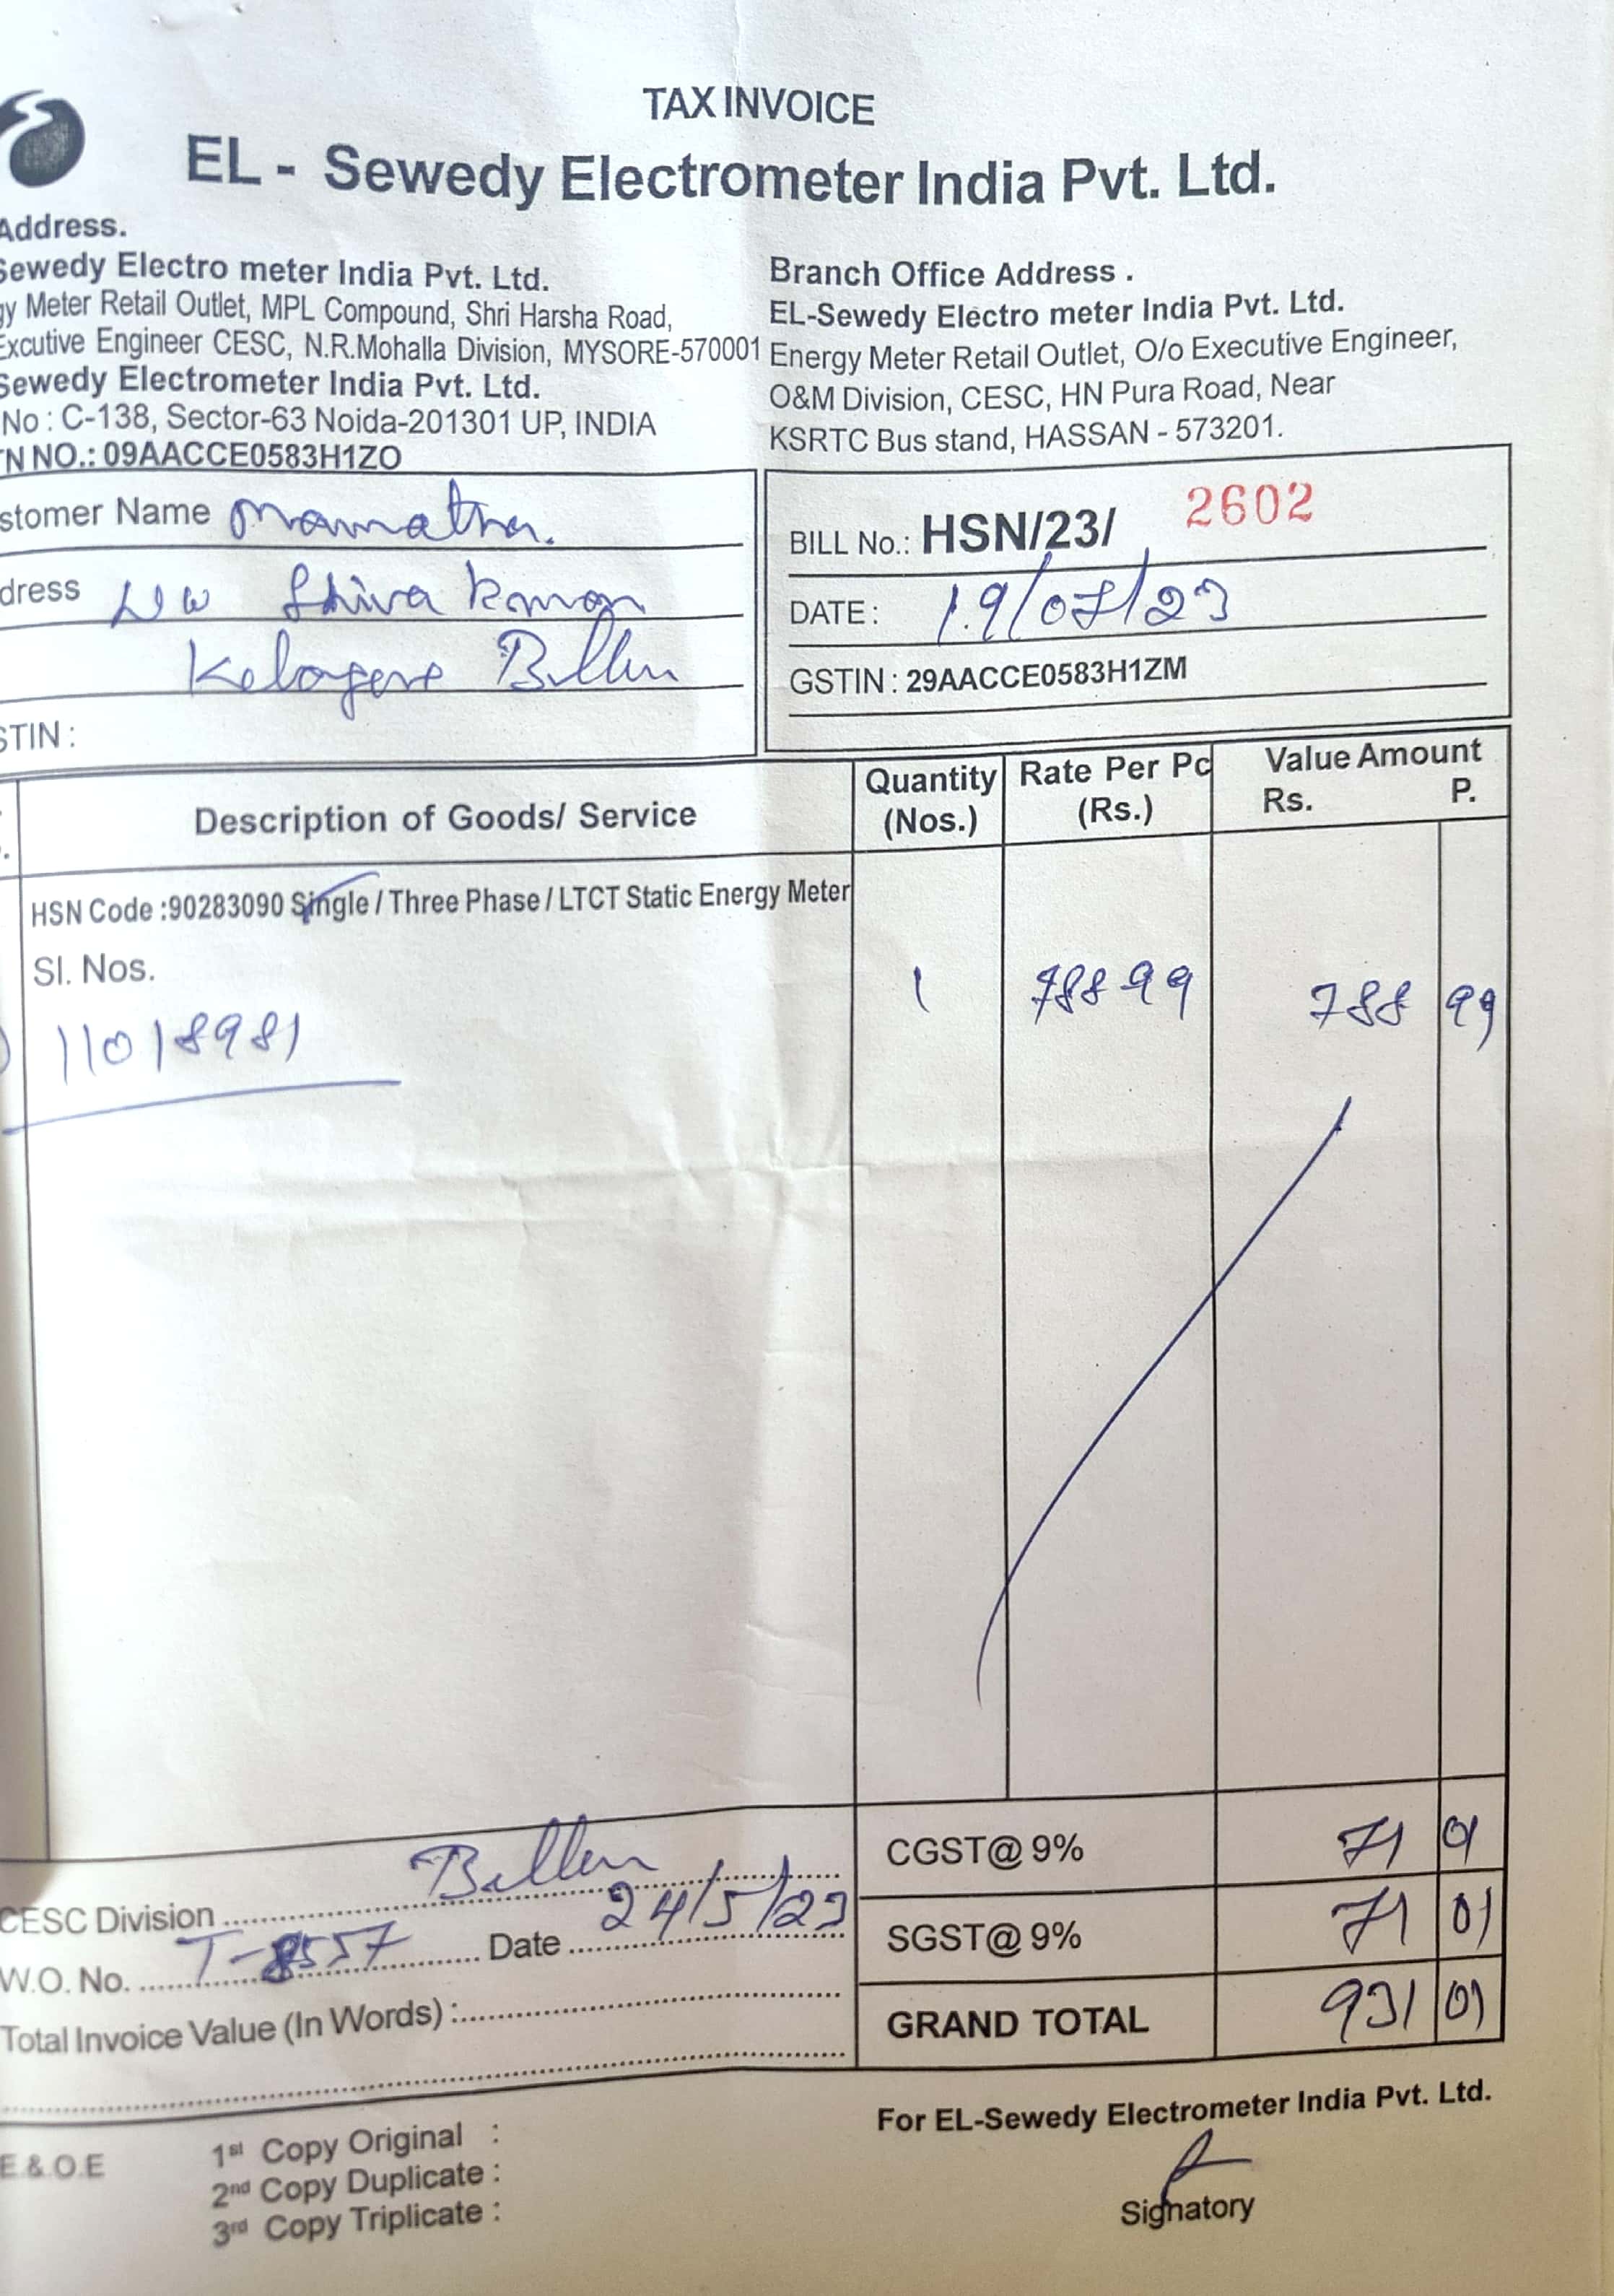 TAX INVOICE
EL - Sewedy Electrometer India Pvt. Ltd.
Address.
Sewedy Electro meter India Pvt. Ltd.
gy Meter Retail Outlet, MPL Compound, Shri Harsha Road,
Excutive Engineer CESC, N.R.Mohalla Division, MYSORE-570001
Sewedy Electrometer India Pvt. Ltd.
No : C-138, Sector-63 Noida-201301 UP, INDIA
TN NO.: 09AACCE0583H1ZO
Branch Office Address .
EL-Sewedy Electro meter India Pvt. Ltd.
Energy Meter Retail Outlet, O/o Executive Engineer,
O&M Division, CESC, HN Pura Road, Near
KSRTC Bus stand, HASSAN - 573201.
stomer Name Mamatha.
dress
STIN :
BILL No.: HSN/23/ 2602
DATE : 19/07/23
GSTIN : 29AACCE0583H1ZM
Description of Goods/ Service
Quantity (Nos.)
Rate Per Pc (Rs.)
Value Amount
Rs. P.
HSN Code :90283090 Single / Three Phase / LTCT Static Energy Meter
Sl. Nos.
11018981
1 788 99 788 99
CGST@ 9% 71 01
SGST@ 9% 71 01
GRAND TOTAL 931 01
CESC Division
W.O. No. T-8557 Date 24/5/23
Total Invoice Value (In Words) :
E.& O.E
1st Copy Original :
2nd Copy Duplicate :
3rd Copy Triplicate :
For EL-Sewedy Electrometer India Pvt. Ltd.
Signatory